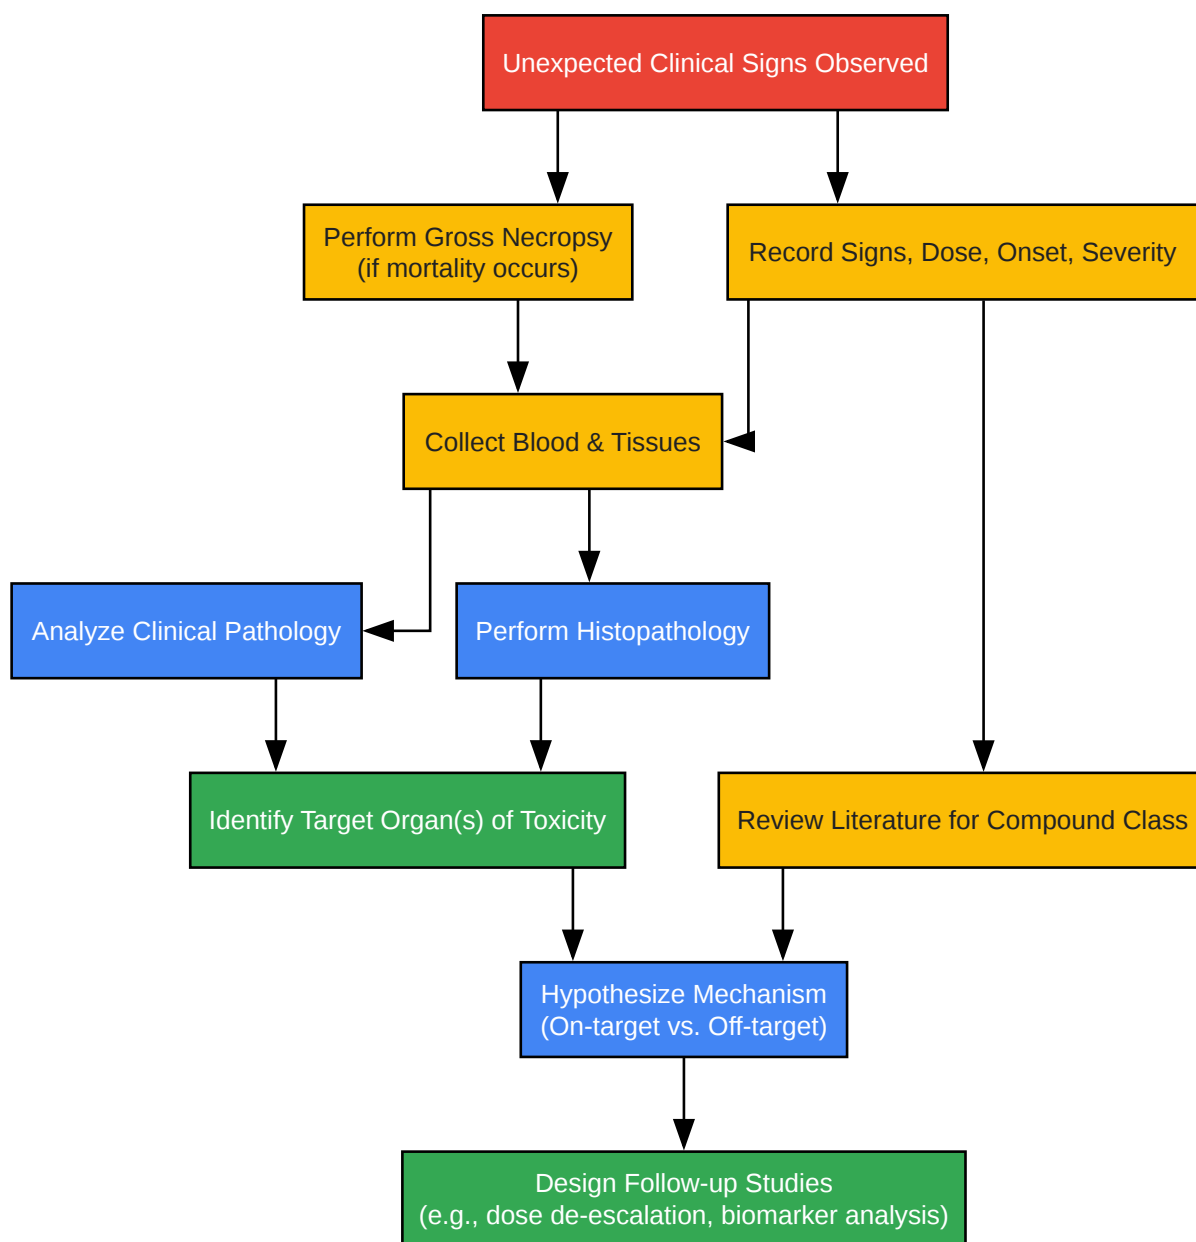 Unexpected Clinical Signs Observed
Perform Gross Necropsy
(if mortality occurs)
Record Signs, Dose, Onset, Severity
Collect Blood & Tissues
Analyze Clinical Pathology
Perform Histopathology
Identify Target Organ(s) of Toxicity
Review Literature for Compound Class
Hypothesize Mechanism
(On-target vs. Off-target)
Design Follow-up Studies
(e.g., dose de-escalation, biomarker analysis)